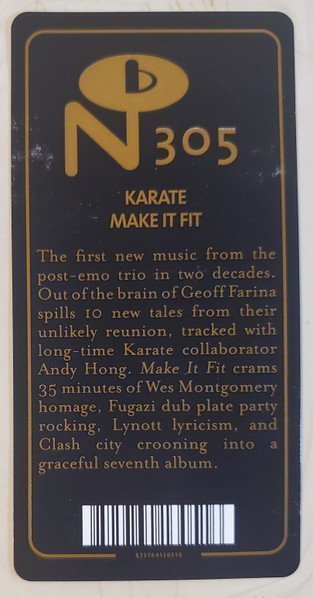 N 305
KARATE
MAKE IT FIT
The first new music from the
post-emo trio in two decades.
Out of the brain of Geoff Farina
spills 10 new tales from their
unlikely reunion, tracked with
long-time Karate collaborator
Andy Hong. Make It Fit crams
35 minutes of Wes Montgomery
homage, Fugazi dub plate party
rocking, Lynott lyricism, and
Clash city crooning into a
graceful seventh album.